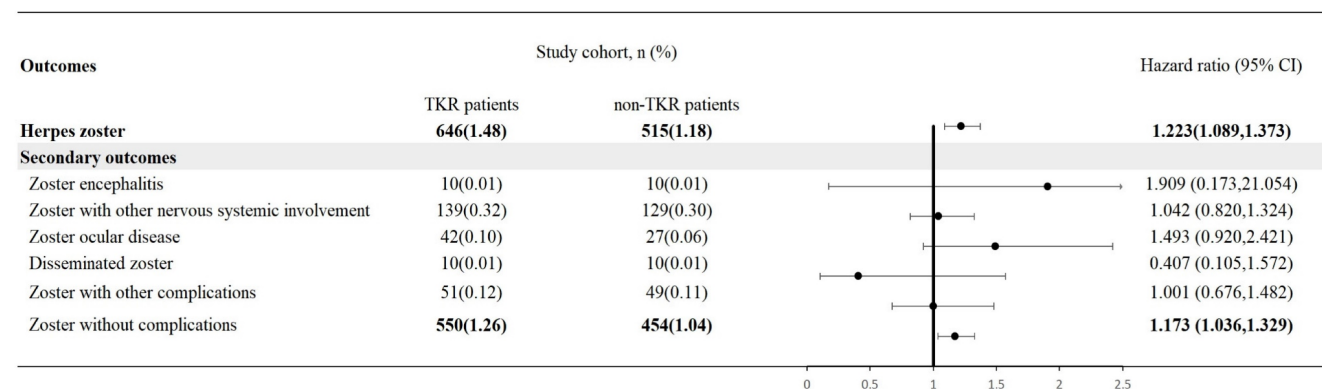 Study cohort, n (%)
Outcomes Hazard ratio (95% CI)
TKR patients non-TKR patients
Herpes zoster 646(1.48) 515(1.18) 1.223(1.089,1.373)
Secondary outcomes
Zoster encephalitis 10(0.01) 10(0.01) 1.909 (0.173,21.054)
Zoster with other nervous systemic involvement 139(0.32) 129(0.30) 1.042 (0.820,1.324)
Zoster ocular disease 42(0.10) 27(0.06) 1.493 (0.920,2.421)
Disseminated zoster 10(0.01) 10(0.01) 0.407 (0.105,1.572)
Zoster with other complications 51(0.12) 49(0.11) 1.001 (0.676,1.482)
Zoster without complications 550(1.26) 454(1.04) 1.173 (1.036,1.329)
0 0.5 1 1.5 2 2.5